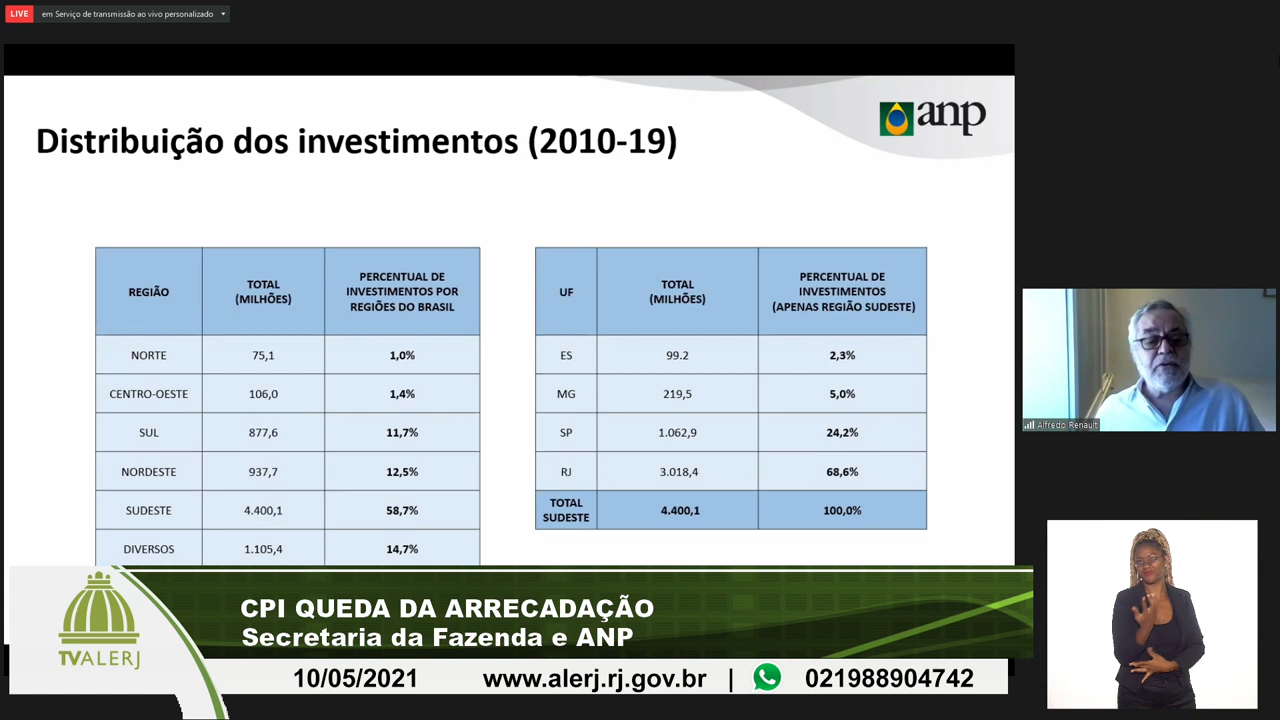 LIVE em Serviço de transmissão ao vivo personalizado
anp
Distribuição dos investimentos (2010-19)
REGIÃO TOTAL (MILHÕES) PERCENTUAL DE INVESTIMENTOS POR REGIÕES DO BRASIL
NORTE 75,1 1,0%
CENTRO-OESTE 106,0 1,4%
SUL 877,6 11,7%
NORDESTE 937,7 12,5%
SUDESTE 4.400,1 58,7%
DIVERSOS 1.105,4 14,7%
UF TOTAL (MILHÕES) PERCENTUAL DE INVESTIMENTOS (APENAS REGIÃO SUDESTE)
ES 99.2 2,3%
MG 219,5 5,0%
SP 1.062,9 24,2%
RJ 3.018,4 68,6%
TOTAL SUDESTE 4.400,1 100,0%
Alfredo Renault
TVALERJ
CPI QUEDA DA ARRECADAÇÃO
Secretaria da Fazenda e ANP
10/05/2021 www.alerj.rj.gov.br | 021988904742